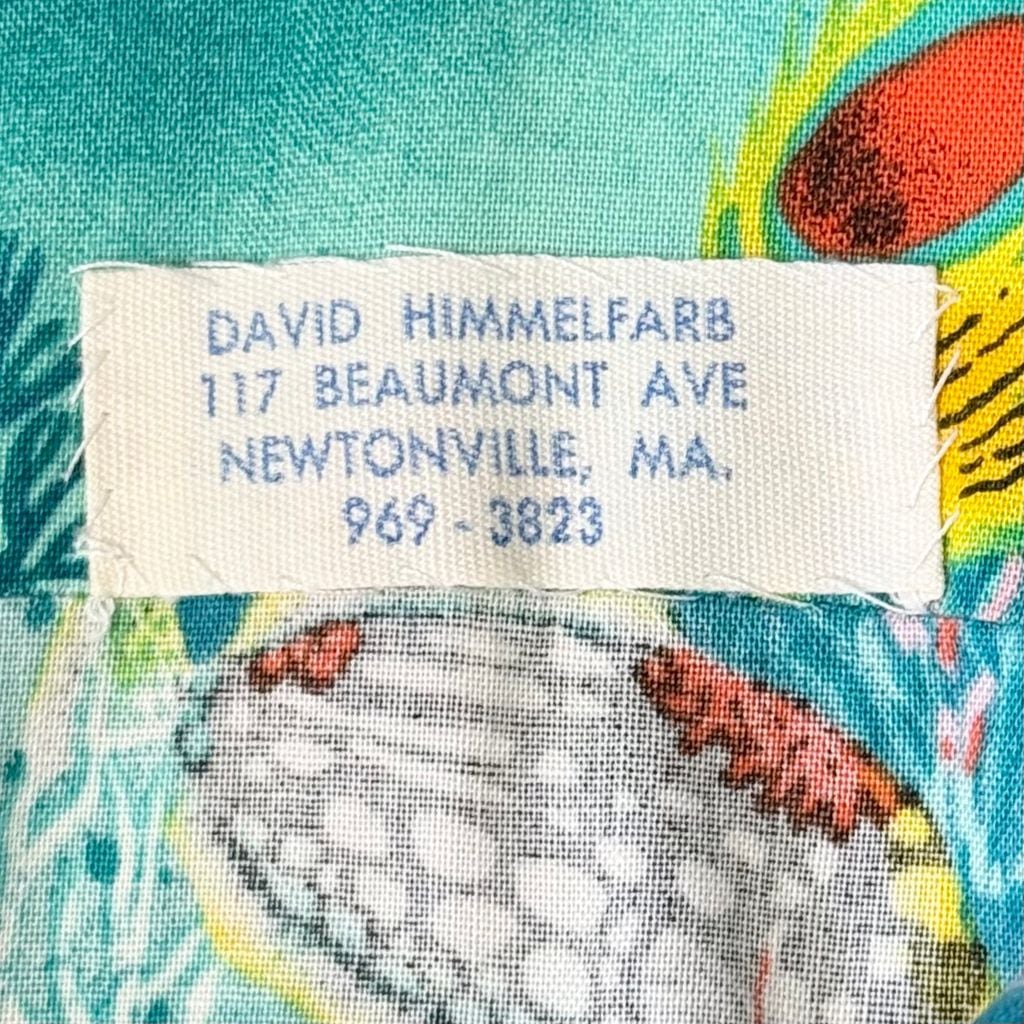 DAVID HIMMELFARB
117 BEAUMONT AVE
NEWTONVILLE, MA.
969 - 3823